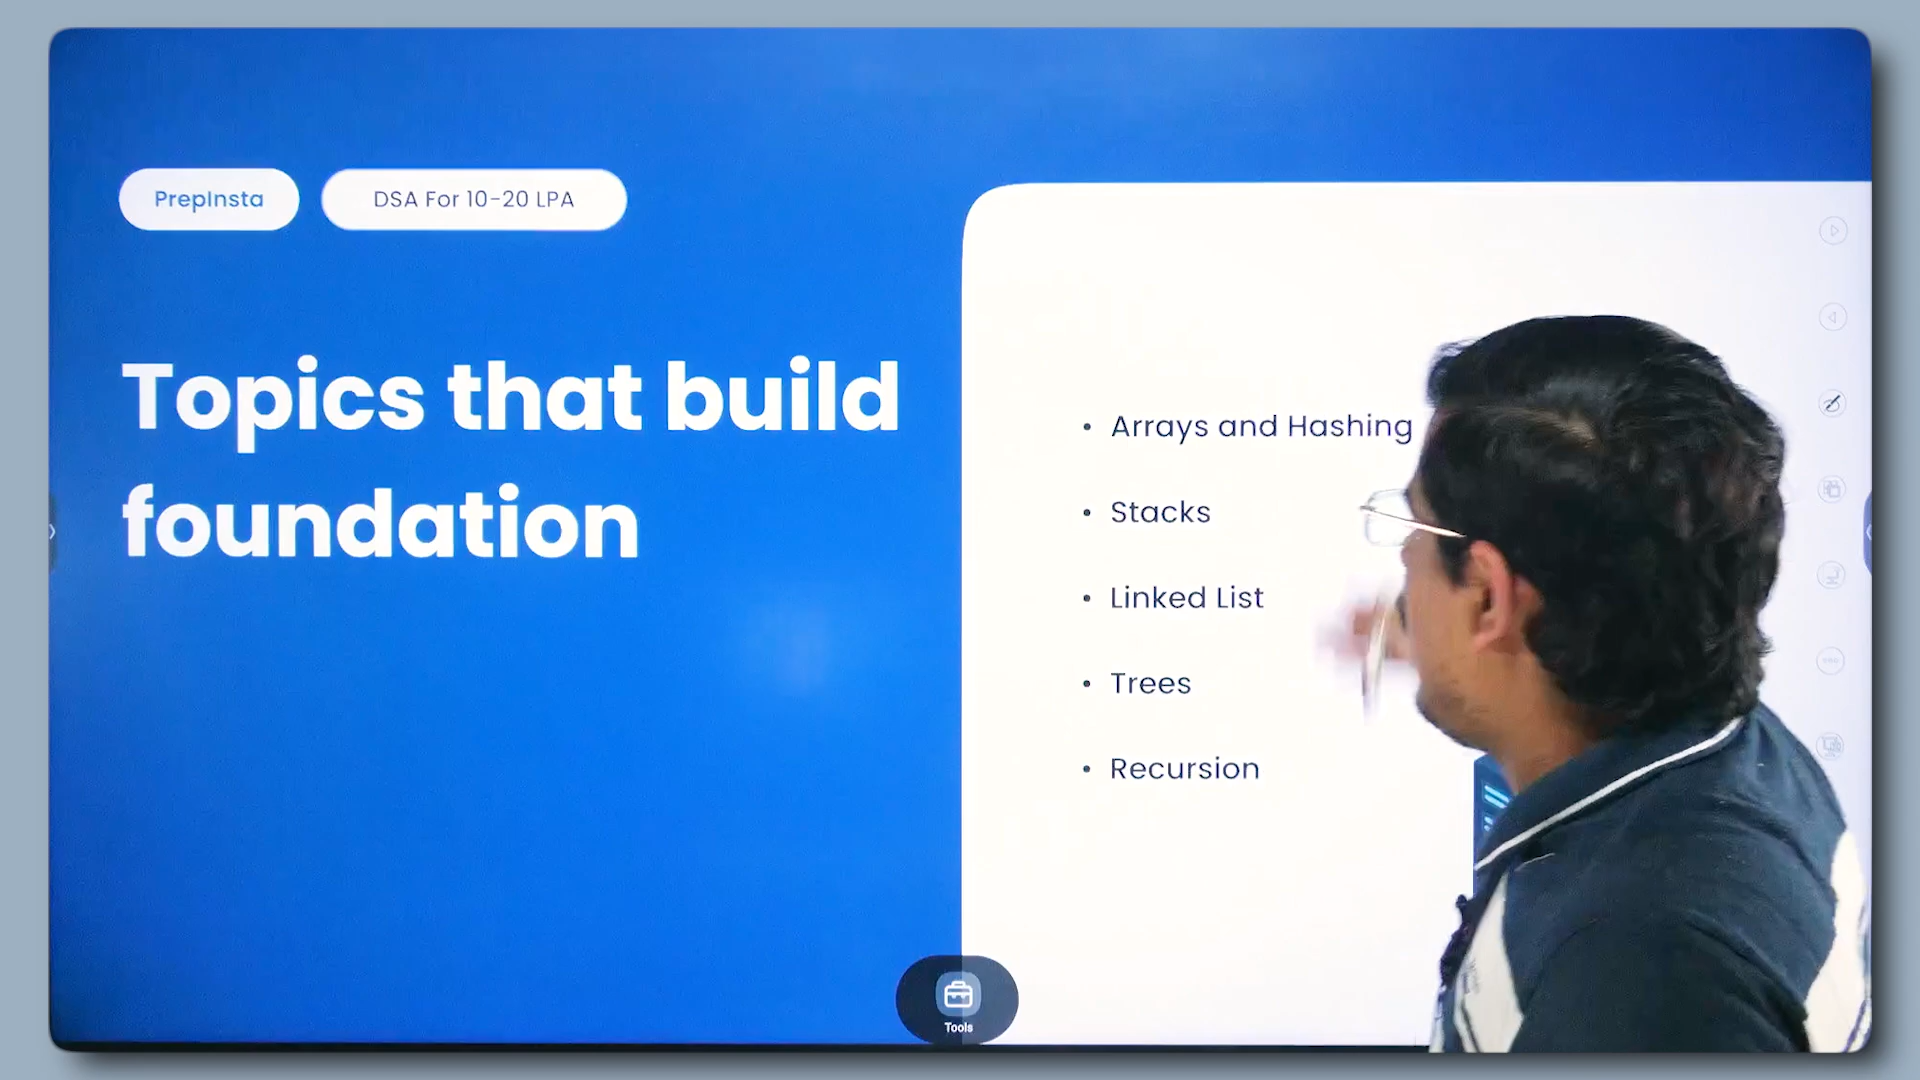 PrepInsta
DSA For 10-20 LPA
Topics that build
foundation
• Arrays and Hashing
• Stacks
• Linked List
• Trees
• Recursion
Tools